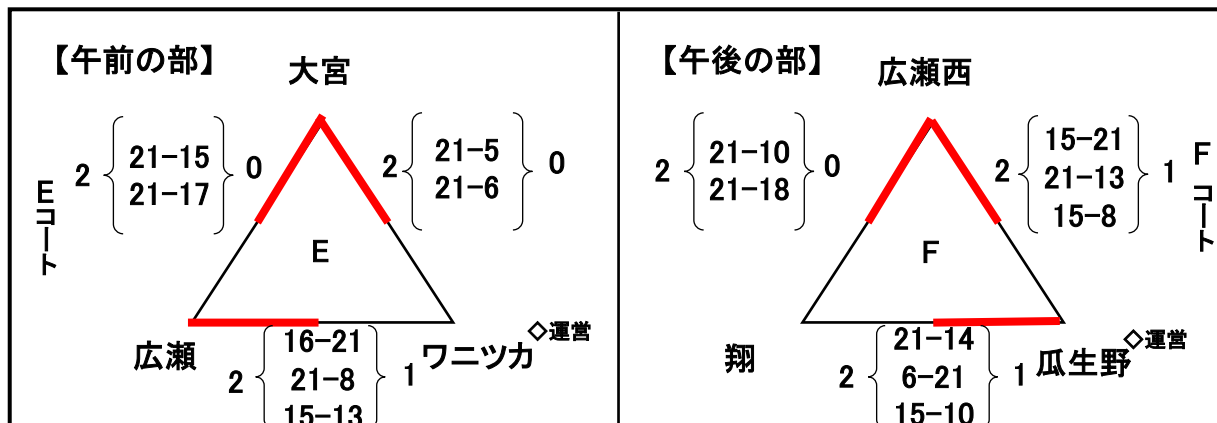 【午前の部】
大宮
Eコート
2
21-15
21-17
0
2
21-5
21-6
0
E
広瀬
ワニツカ
◇運営
2
16-21
21-8
15-13
1
【午後の部】
広瀬西
Fコート
2
21-10
21-18
0
2
15-21
21-13
15-8
1
F
翔
瓜生野
◇運営
2
21-14
6-21
15-10
1